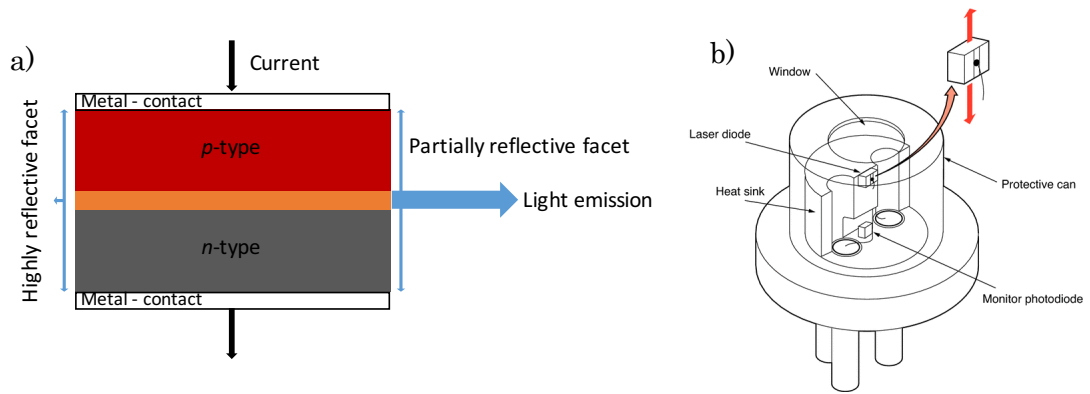 a)
Current
Metal - contact
Highly reflective facet
p-type
Partially reflective facet
Light emission
n-type
Metal - contact
b)
Window
Laser diode
Heat sink
Protective can
Monitor photodiode